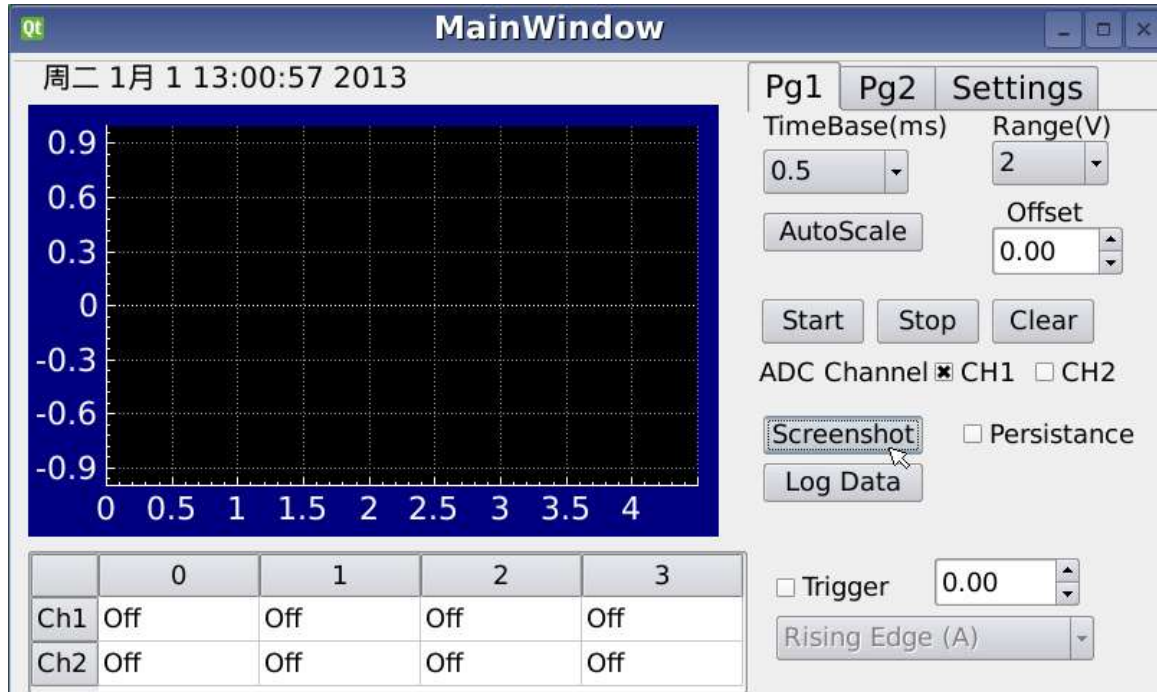 Qt MainWindow
周二 1月 1 13:00:57 2013
Pg1 Pg2 Settings
TimeBase(ms) Range(V)
0.5 2
AutoScale
Offset
0.00
Start Stop Clear
ADC Channel CH1 CH2
Screenshot Persistance
Log Data
0.9
0.6
0.3
0
-0.3
-0.6
-0.9
0 0.5 1 1.5 2 2.5 3 3.5 4
0 1 2 3
Ch1 Off Off Off Off
Ch2 Off Off Off Off
Trigger 0.00
Rising Edge (A)